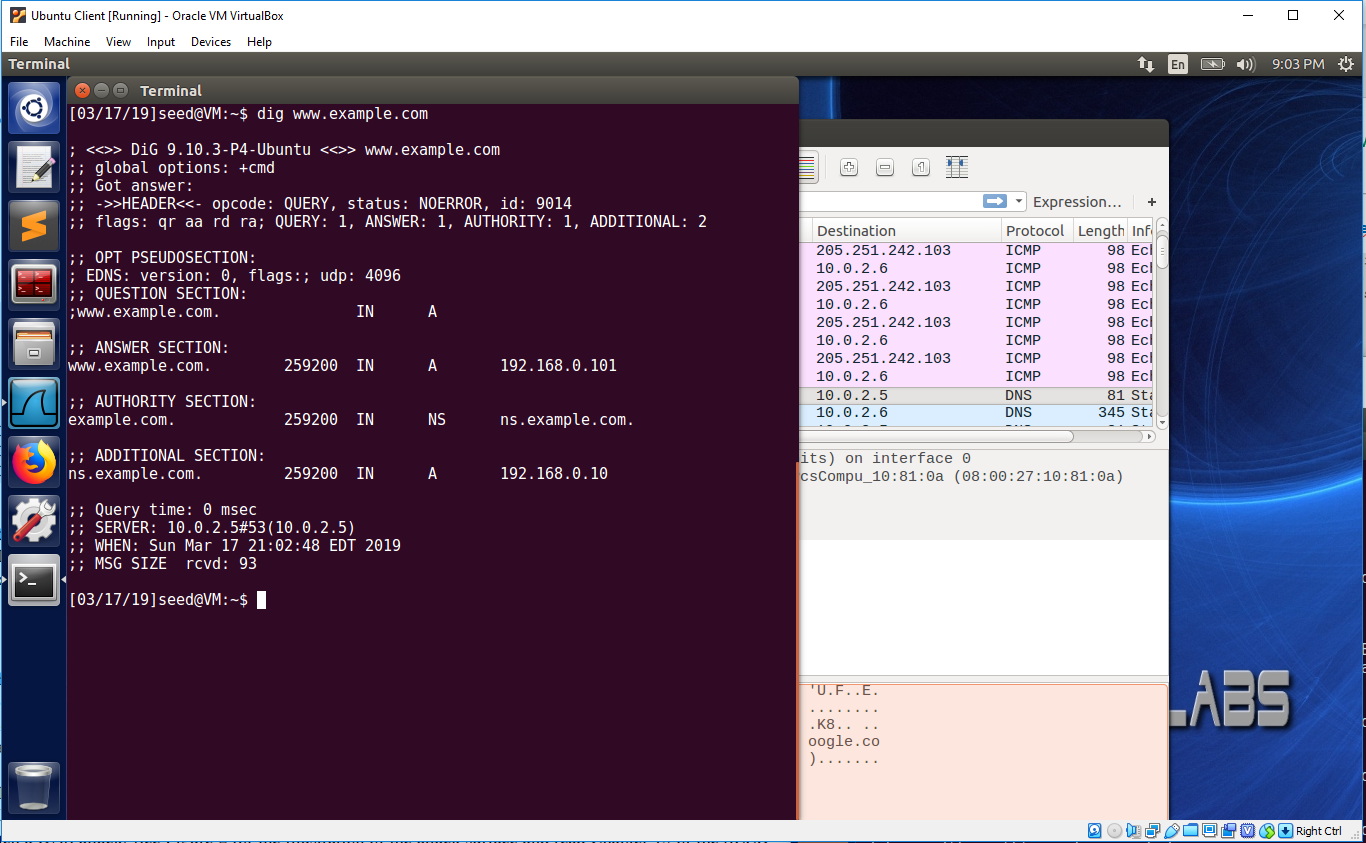 Ubuntu Client [Running] - Oracle VM VirtualBox
File Machine View Input Devices Help
Terminal
En
9:03 PM
Terminal
[03/17/19]seed@VM:~$ dig www.example.com
; <<>> DiG 9.10.3-P4-Ubuntu <<>> www.example.com
;; global options: +cmd
;; Got answer:
;; ->>HEADER<<- opcode: QUERY, status: NOERROR, id: 9014
;; flags: qr aa rd ra; QUERY: 1, ANSWER: 1, AUTHORITY: 1, ADDITIONAL: 2
;; OPT PSEUDOSECTION:
; EDNS: version: 0, flags:; udp: 4096
;; QUESTION SECTION:
;www.example.com. IN A
;; ANSWER SECTION:
www.example.com. 259200 IN A 192.168.0.101
;; AUTHORITY SECTION:
example.com. 259200 IN NS ns.example.com.
;; ADDITIONAL SECTION:
ns.example.com. 259200 IN A 192.168.0.10
;; Query time: 0 msec
;; SERVER: 10.0.2.5#53(10.0.2.5)
;; WHEN: Sun Mar 17 21:02:48 EDT 2019
;; MSG SIZE rcvd: 93
[03/17/19]seed@VM:~$
Expression… +
Destination Protocol Length Inf
205.251.242.103 ICMP 98 Ech
10.0.2.6 ICMP 98 Ech
205.251.242.103 ICMP 98 Ech
10.0.2.6 ICMP 98 Ech
205.251.242.103 ICMP 98 Ech
10.0.2.6 ICMP 98 Ech
205.251.242.103 ICMP 98 Ech
10.0.2.6 ICMP 98 Ech
10.0.2.5 DNS 81 Sta
10.0.2.6 DNS 345 Sta
its) on interface 0
csCompu_10:81:0a (08:00:27:10:81:0a)
'U.F..E.
........
.K8.. ..
oogle.co
).......
LABS
Right Ctrl